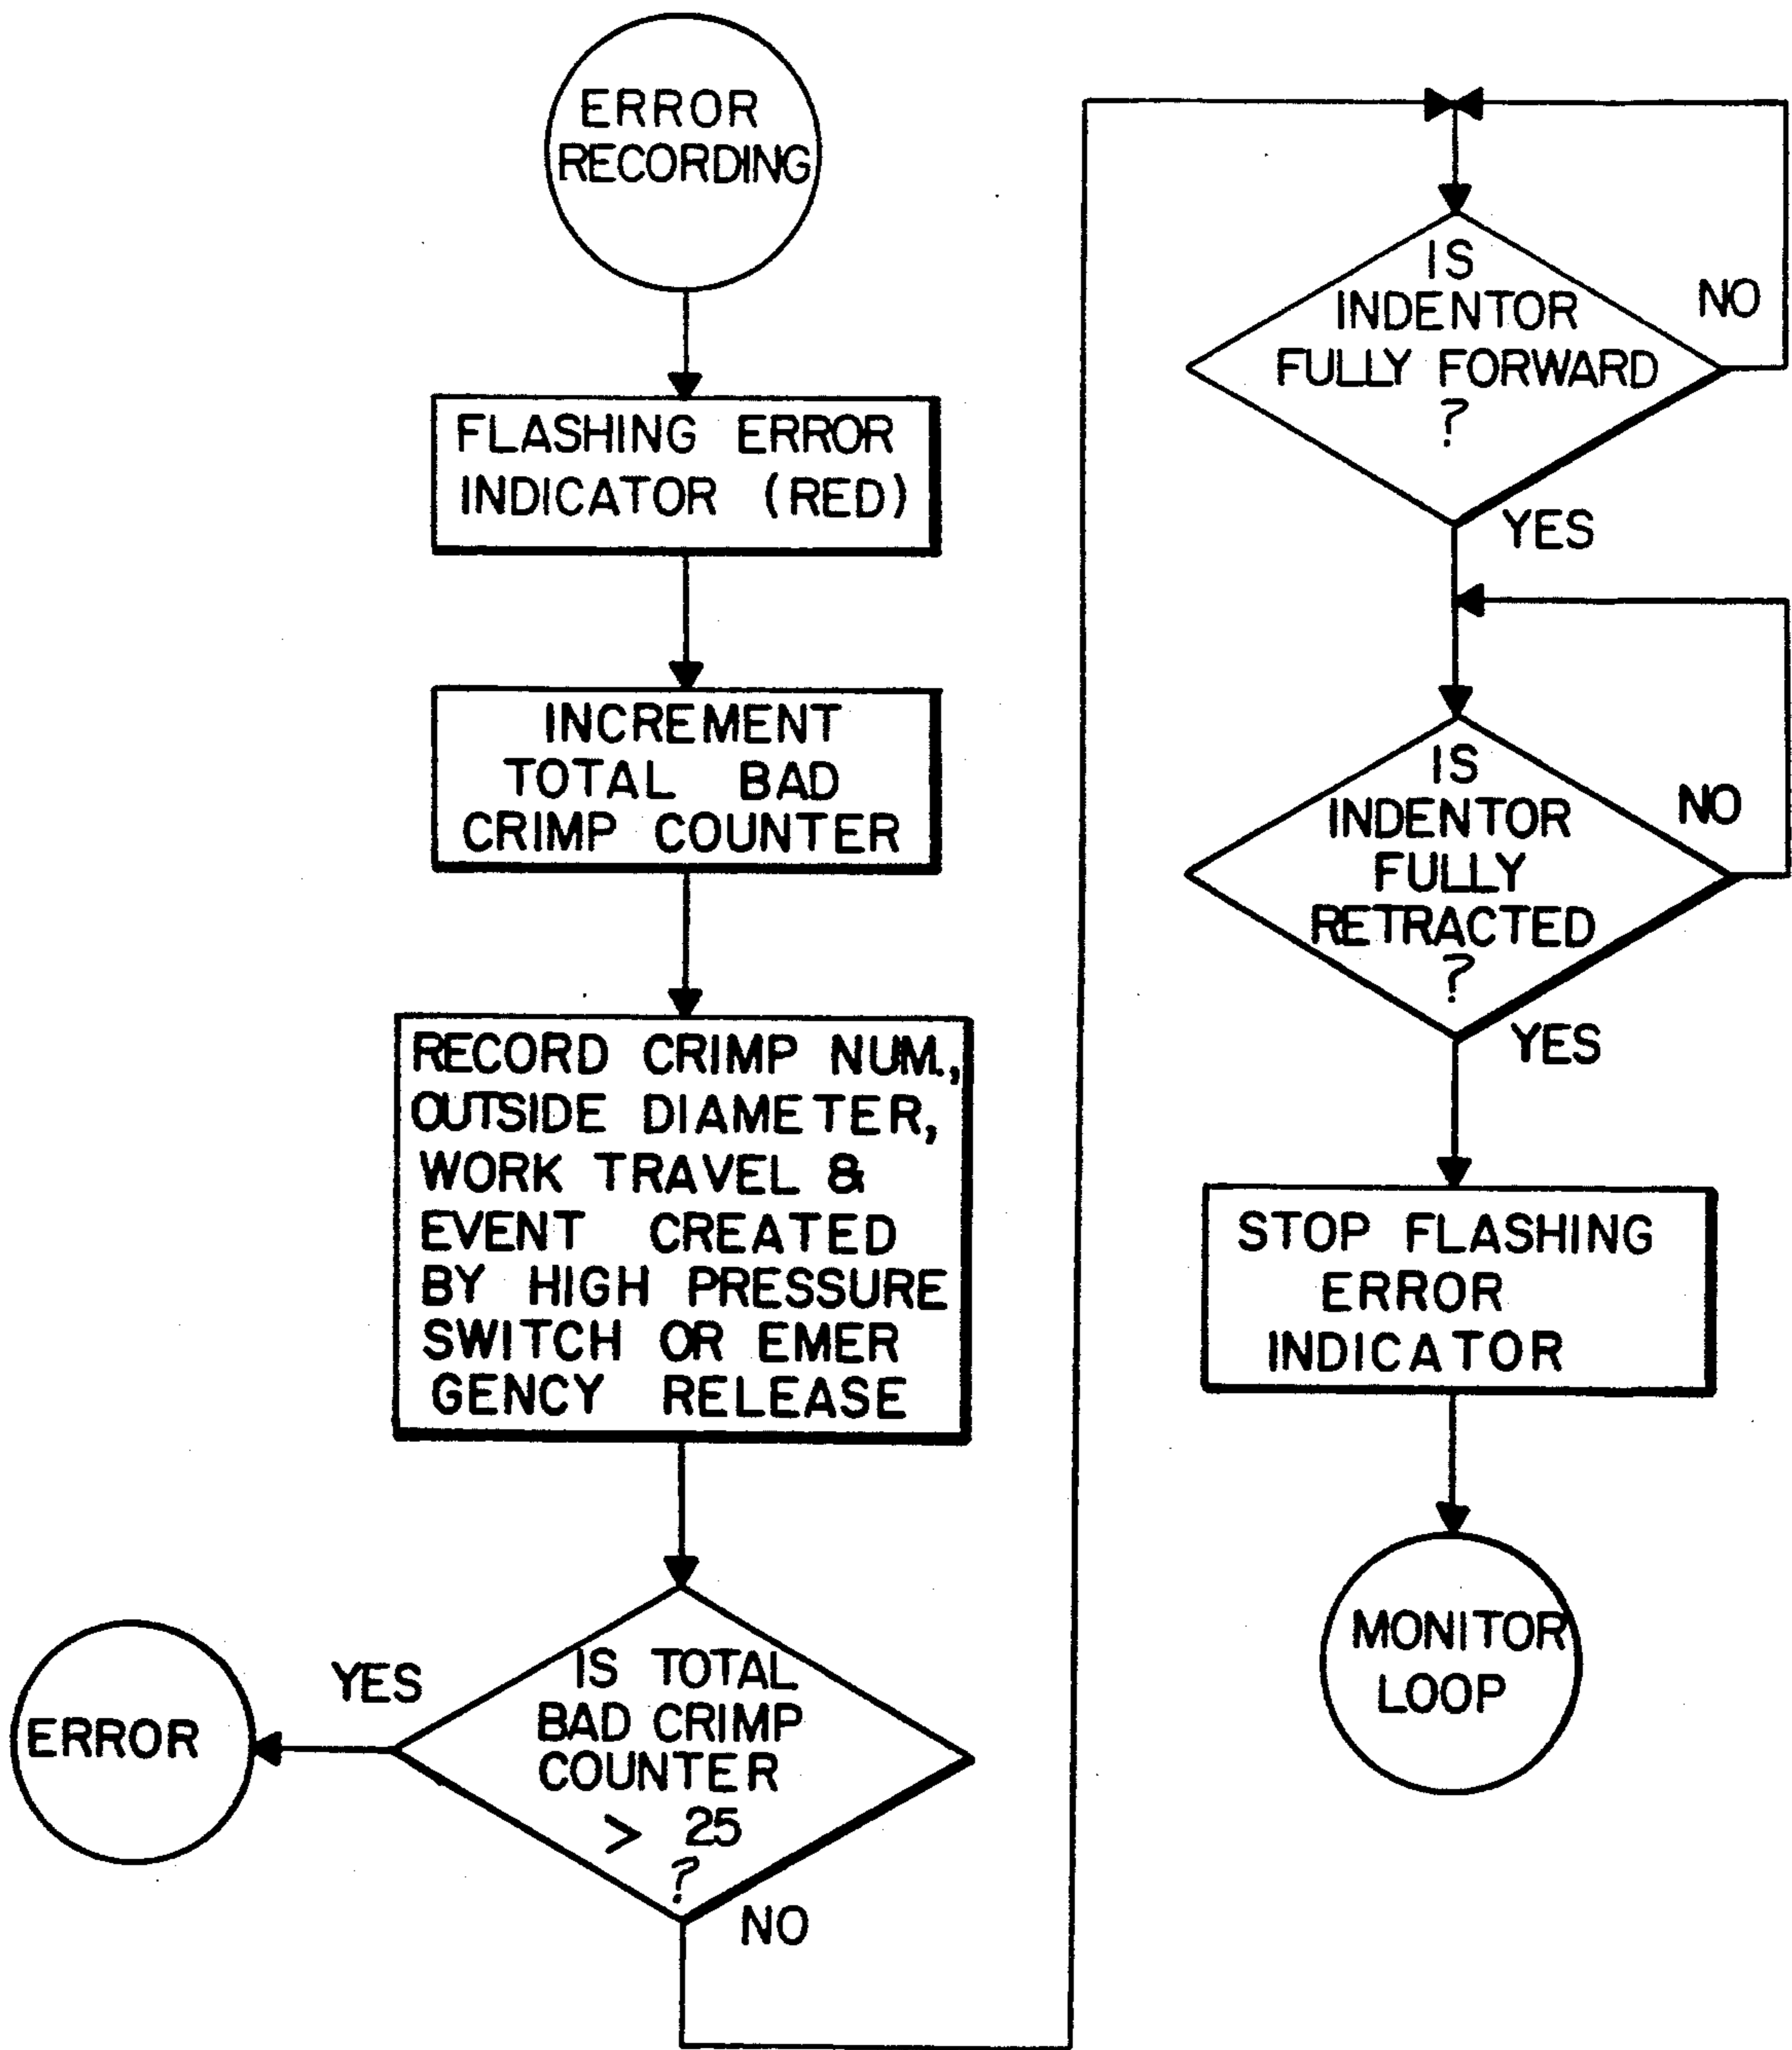 ERROR
RECORDING
FLASHING ERROR
INDICATOR (RED)
INCREMENT
TOTAL BAD
CRIMP COUNTER
RECORD CRIMP NUM.,
OUTSIDE DIAMETER,
WORK TRAVEL &
EVENT CREATED
BY HIGH PRESSURE
SWITCH OR EMER
GENCY RELEASE
IS TOTAL
BAD CRIMP
COUNTER
> 25
?
YES
ERROR
NO
IS
INDENTOR
FULLY FORWARD
?
NO
YES
IS
INDENTOR
FULLY
RETRACTED
?
NO
YES
STOP FLASHING
ERROR
INDICATOR
MONITOR
LOOP